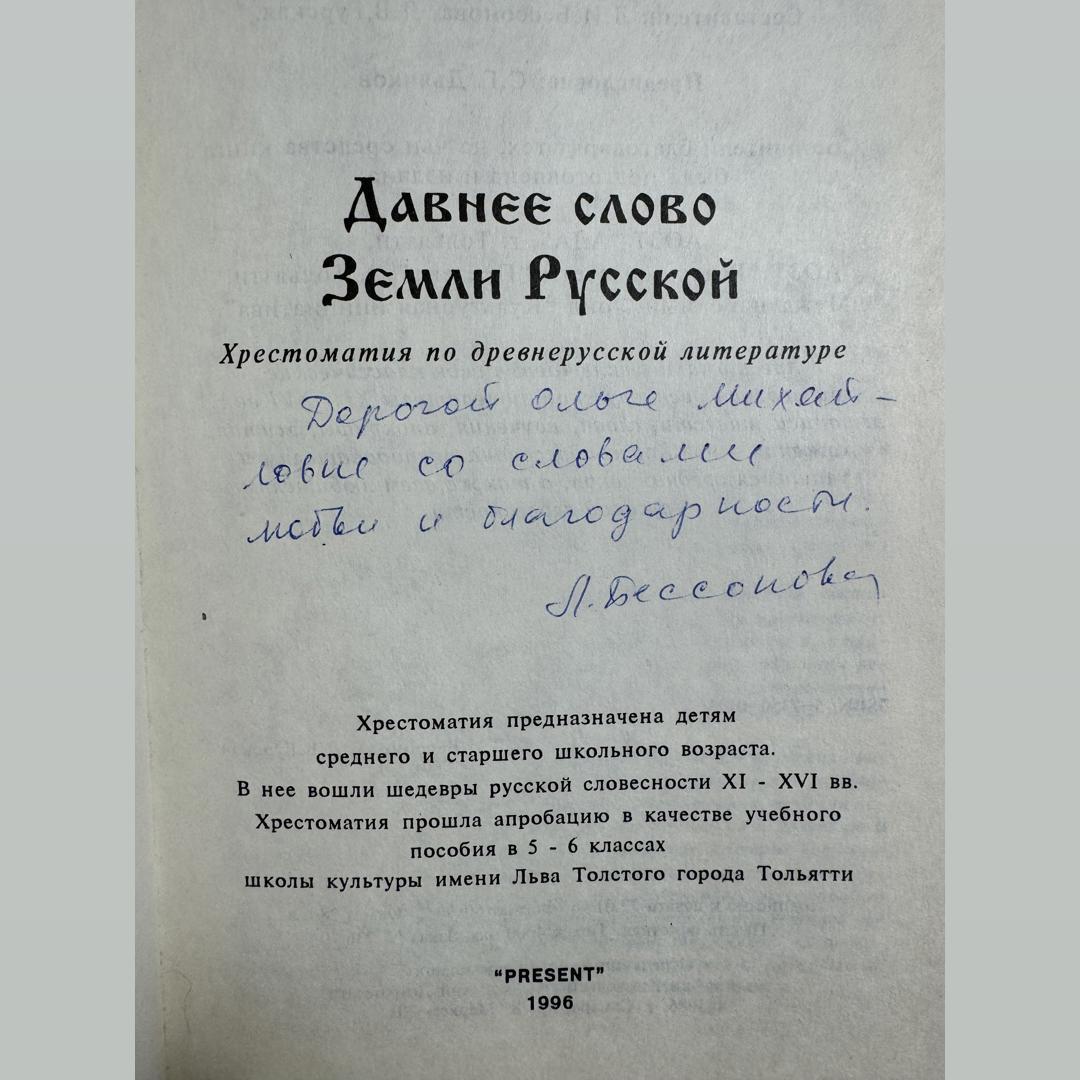 Давнее слово
Земли Русской
Хрестоматия по древнерусской литературе
Дорогой Ольге Михай-
ловне со словами
любви и благодарности.
Л. Бессонова
Хрестоматия предназначена детям
среднего и старшего школьного возраста.
В нее вошли шедевры русской словесности XI - XVI вв.
Хрестоматия прошла апробацию в качестве учебного
пособия в 5 - 6 классах
школы культуры имени Льва Толстого города Тольятти
“PRESENT”
1996